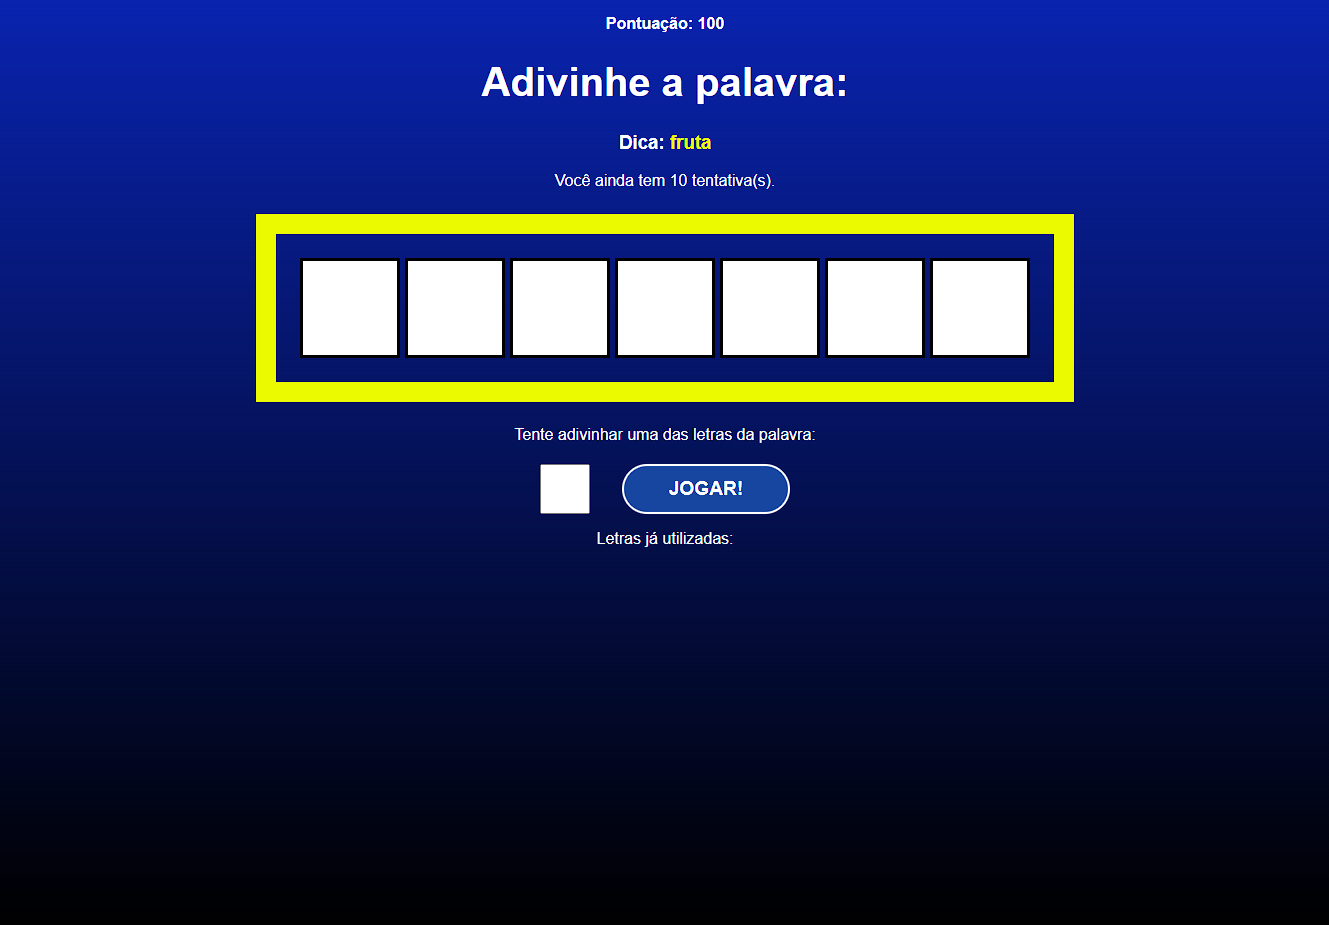 Pontuação: 100
Adivinhe a palavra:
Dica: fruta
Você ainda tem 10 tentativa(s).
Tente adivinhar uma das letras da palavra:
JOGAR!
Letras já utilizadas: